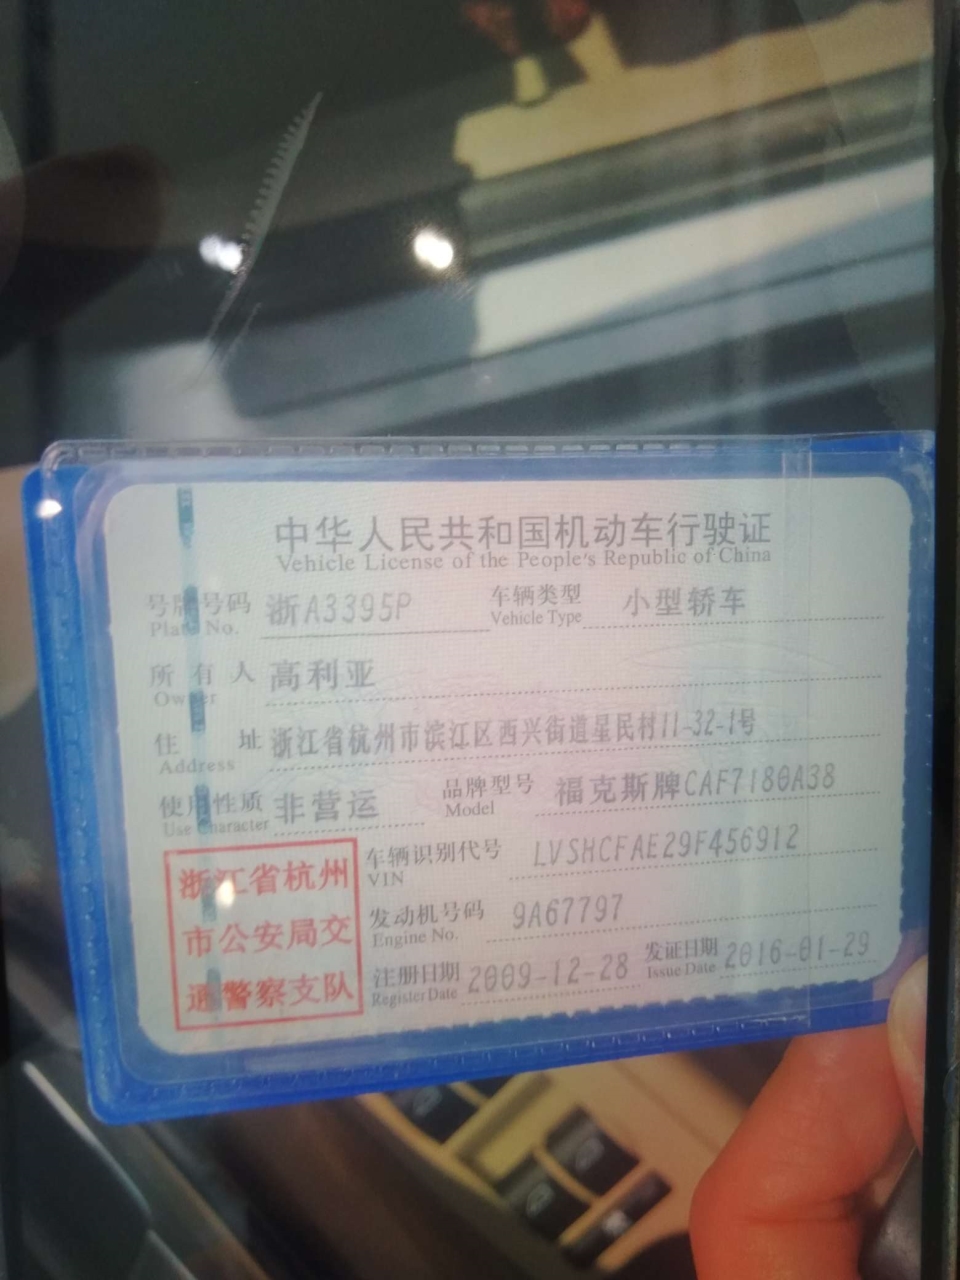 中华人民共和国机动车行驶证
Vehicle License of the People's Republic of China
号牌号码 浙A3395P 车辆类型 小型轿车
Plate No. Vehicle Type
所有人 高利亚
Owner
住址 浙江省杭州市滨江区西兴街道星民村11-32-1号
Address
使用性质 非营运 品牌型号 福克斯牌CAF7180A38
Use Character Model
浙江省杭州
市公安局交
通警察支队
车辆识别代号 LVSHCFAE29F456912
VIN
发动机号码 9A67797
Engine No.
注册日期 2009-12-28 发证日期 2016-01-29
Register Date Issue Date